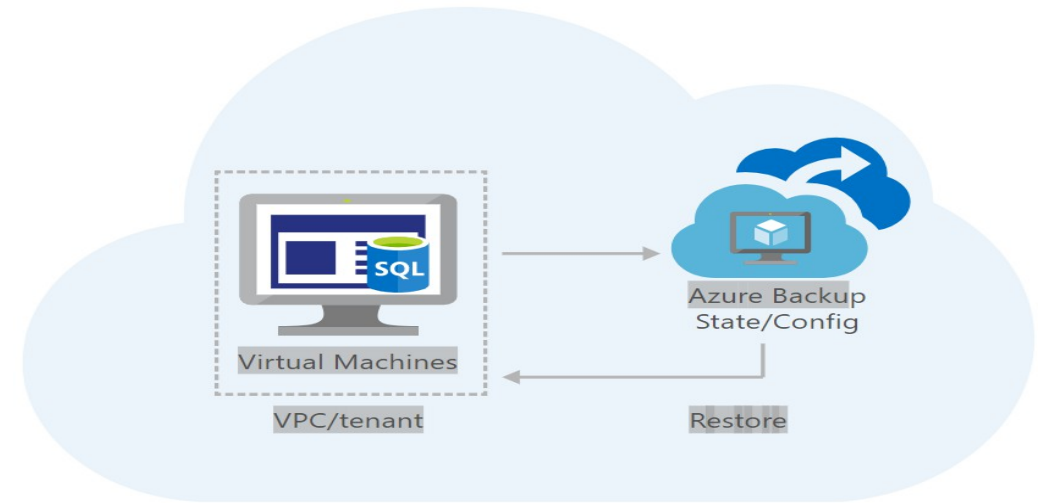 SQL
Virtual Machines
VPC/tenant
Azure Backup
State/Config
Restore